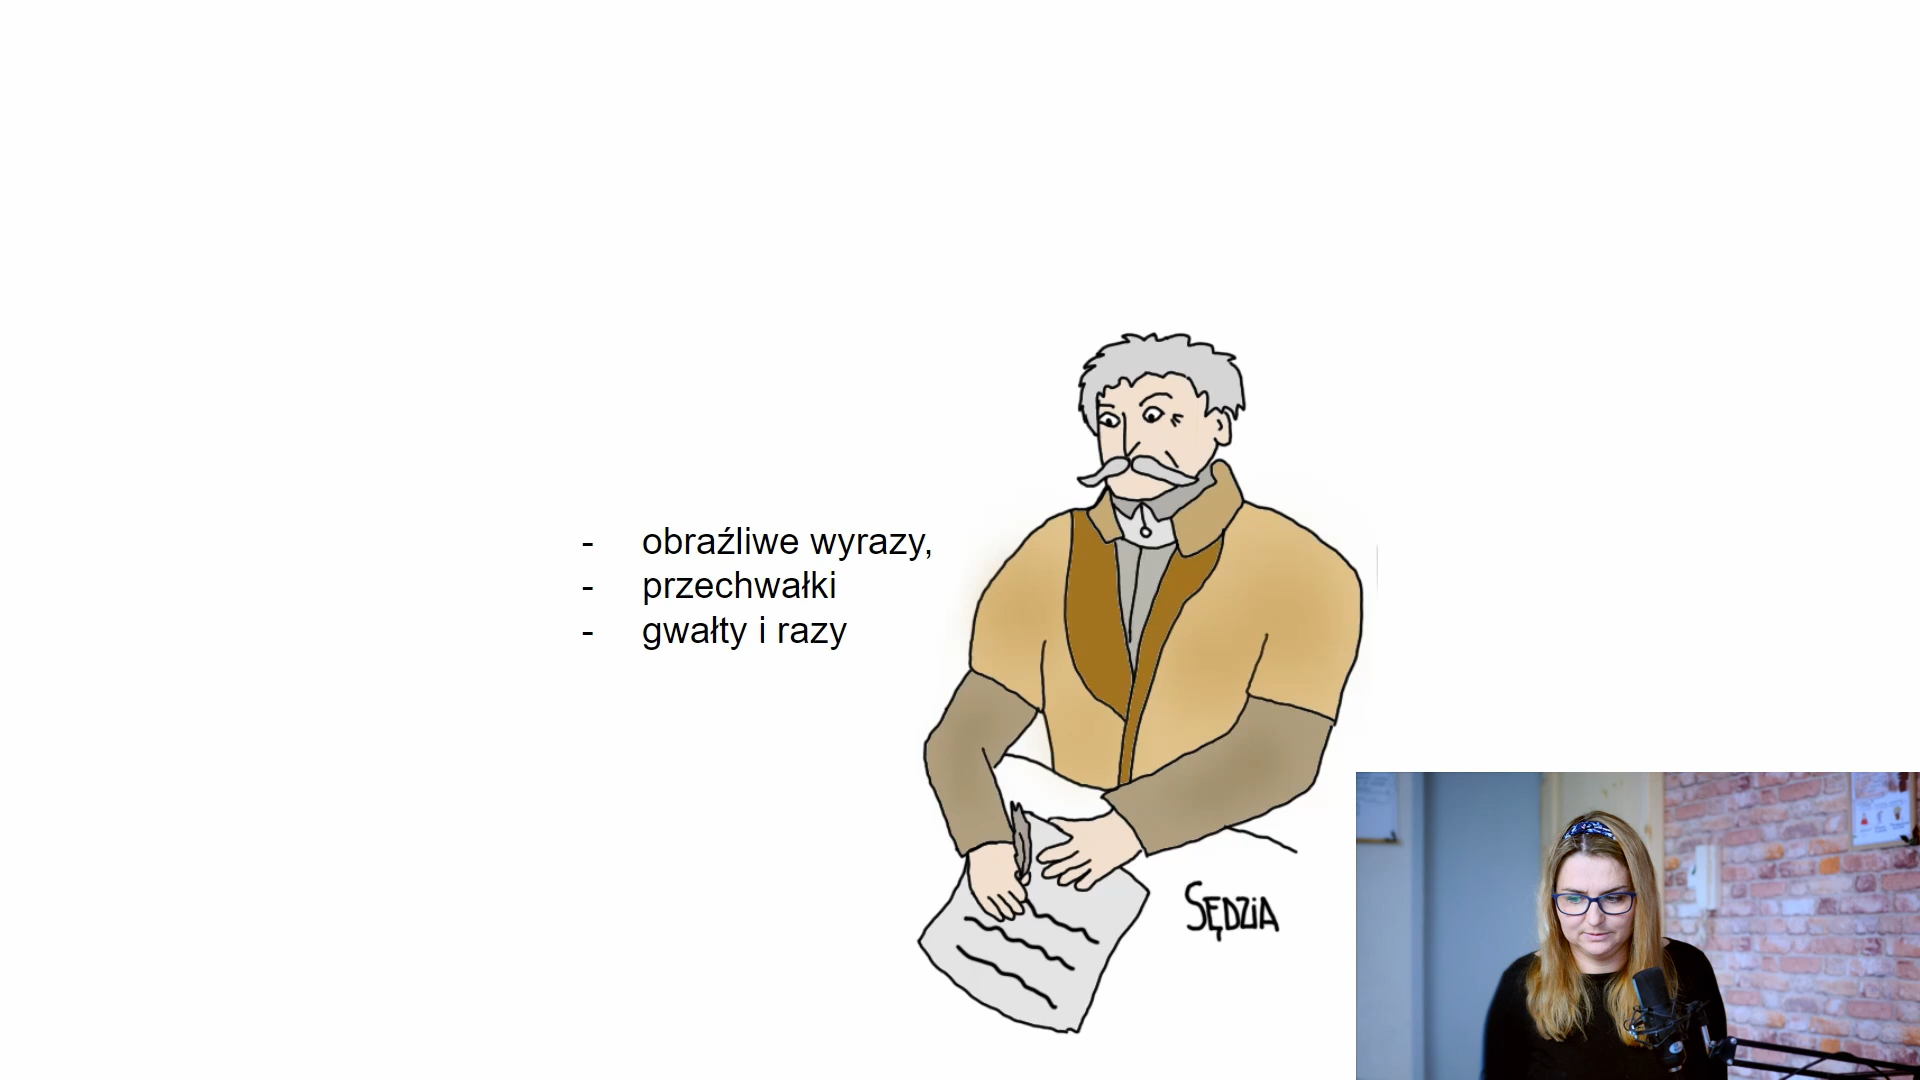 - obraźliwe wyrazy,
- przechwałki
- gwałty i razy
SĘDZIA